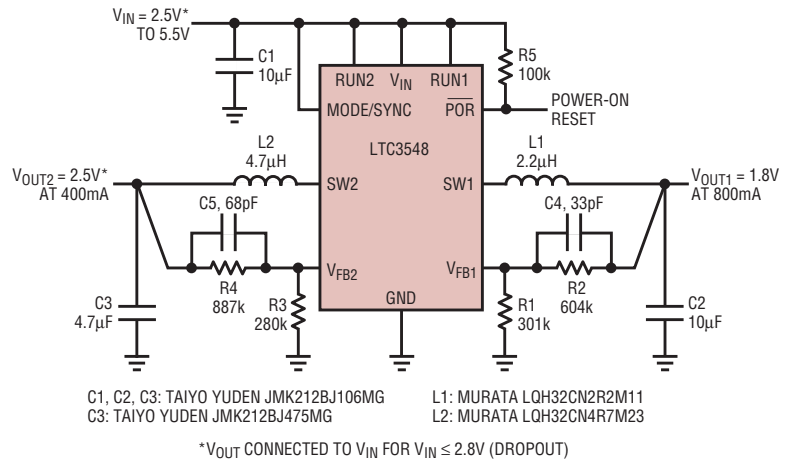 VIN = 2.5V*
TO 5.5V
C1
10µF
R5
100k
RUN2 VIN RUN1
MODE/SYNC
POR
POWER-ON
RESET
LTC3548
L2
4.7µH
L1
2.2µH
VOUT2 = 2.5V*
AT 400mA
SW2
SW1
VOUT1 = 1.8V
AT 800mA
C5, 68pF
C4, 33pF
VFB2
VFB1
R4
887k
R2
604k
C3
4.7µF
R3
280k
GND
R1
301k
C2
10µF
C1, C2, C3: TAIYO YUDEN JMK212BJ106MG
C3: TAIYO YUDEN JMK212BJ475MG
L1: MURATA LQH32CN2R2M11
L2: MURATA LQH32CN4R7M23
*VOUT CONNECTED TO VIN FOR VIN ≤ 2.8V (DROPOUT)